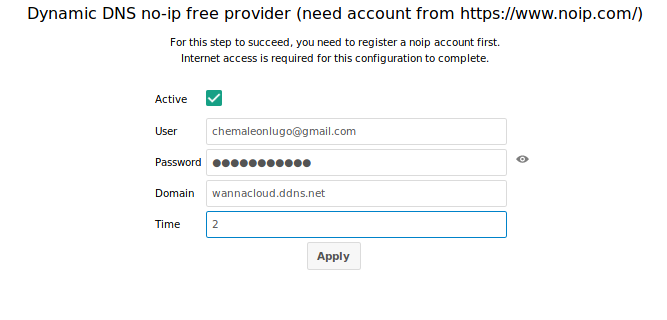 Dynamic DNS no-ip free provider (need account from https://www.noip.com/)
For this step to succeed, you need to register a noip account first.
Internet access is required for this configuration to complete.
Active
User chemaleonlugo@gmail.com
Password ●●●●●●●●●●●
Domain wannacloud.ddns.net
Time 2
Apply